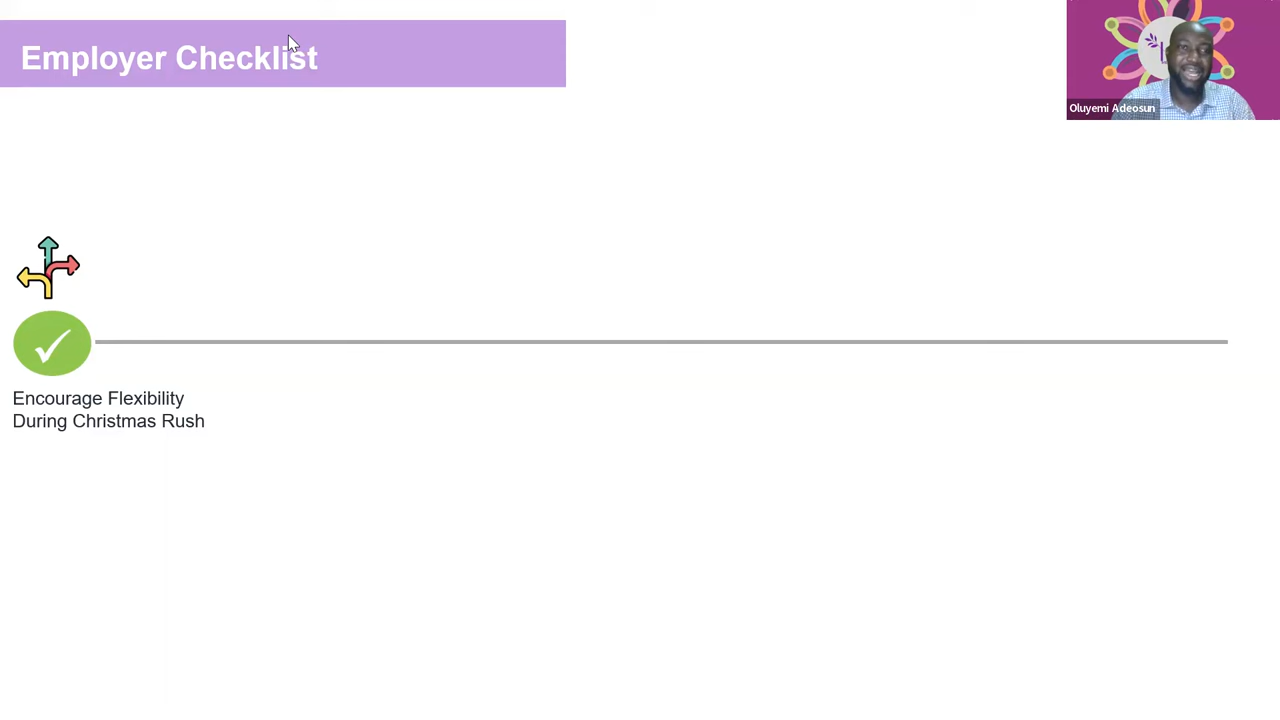 Employer Checklist
Oluyemi Adeosun
Encourage Flexibility
During Christmas Rush